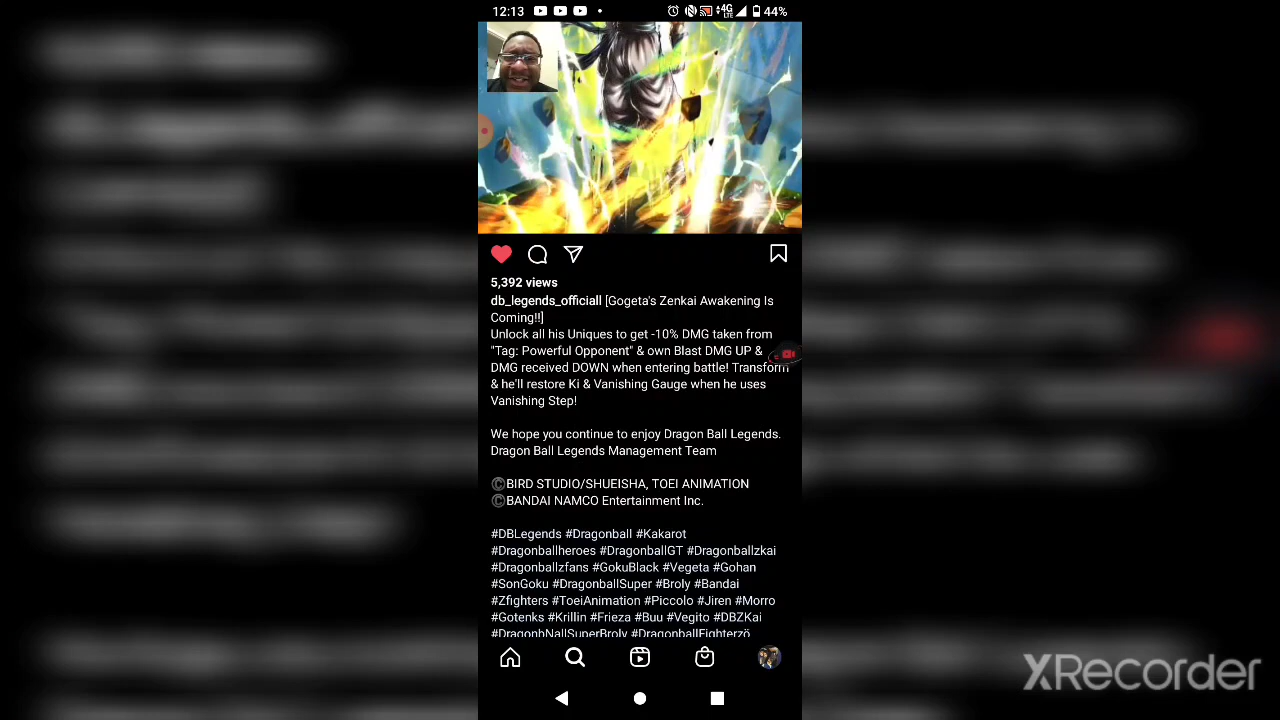 12:13
4G
LTE
44%
5,392 views
db_legends_officiall [Gogeta's Zenkai Awakening Is
Coming!!]
Unlock all his Uniques to get -10% DMG taken from
"Tag: Powerful Opponent" & own Blast DMG UP &
DMG received DOWN when entering battle! Transform
& he'll restore Ki & Vanishing Gauge when he uses
Vanishing Step!
We hope you continue to enjoy Dragon Ball Legends.
Dragon Ball Legends Management Team
©BIRD STUDIO/SHUEISHA, TOEI ANIMATION
©BANDAI NAMCO Entertainment Inc.
#DBLegends #Dragonball #Kakarot
#Dragonballheroes #DragonballGT #Dragonballzkai
#Dragonballzfans #GokuBlack #Vegeta #Gohan
#SonGoku #DragonballSuper #Broly #Bandai
#Zfighters #ToeiAnimation #Piccolo #Jiren #Morro
#Gotenks #Krillin #Frieza #Buu #Vegito #DBZKai
#DragonbNallSuperBroly #DragonballFighterzö
XRecorder